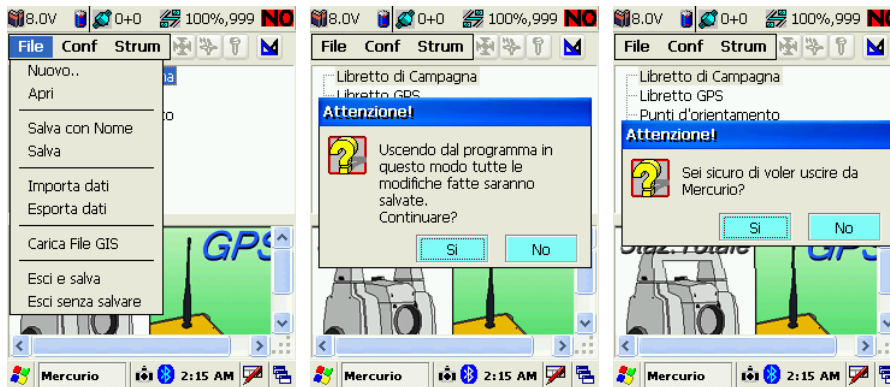 8.0V 0+0 100%,999 NO
File Conf Strum
Nuovo..
Apri
Salva con Nome
Salva
Importa dati
Esporta dati
Carica File GIS
Esci e salva
Esci senza salvare
GPS
Mercurio 2:15 AM
8.0V 0+0 100%,999 NO
File Conf Strum
Libretto di Campagna
Libretto GPS
Attenzione!
Uscendo dal programma in
questo modo tutte le
modifiche fatte saranno
salvate.
Continuare?
Si No
Mercurio 2:15 AM
8.0V 0+0 100%,999 NO
File Conf Strum
Libretto di Campagna
Libretto GPS
Punti d'orientamento
Attenzione!
Sei sicuro di voler uscire da
Mercurio?
Si No
Staz. Totale GPS
Mercurio 2:15 AM